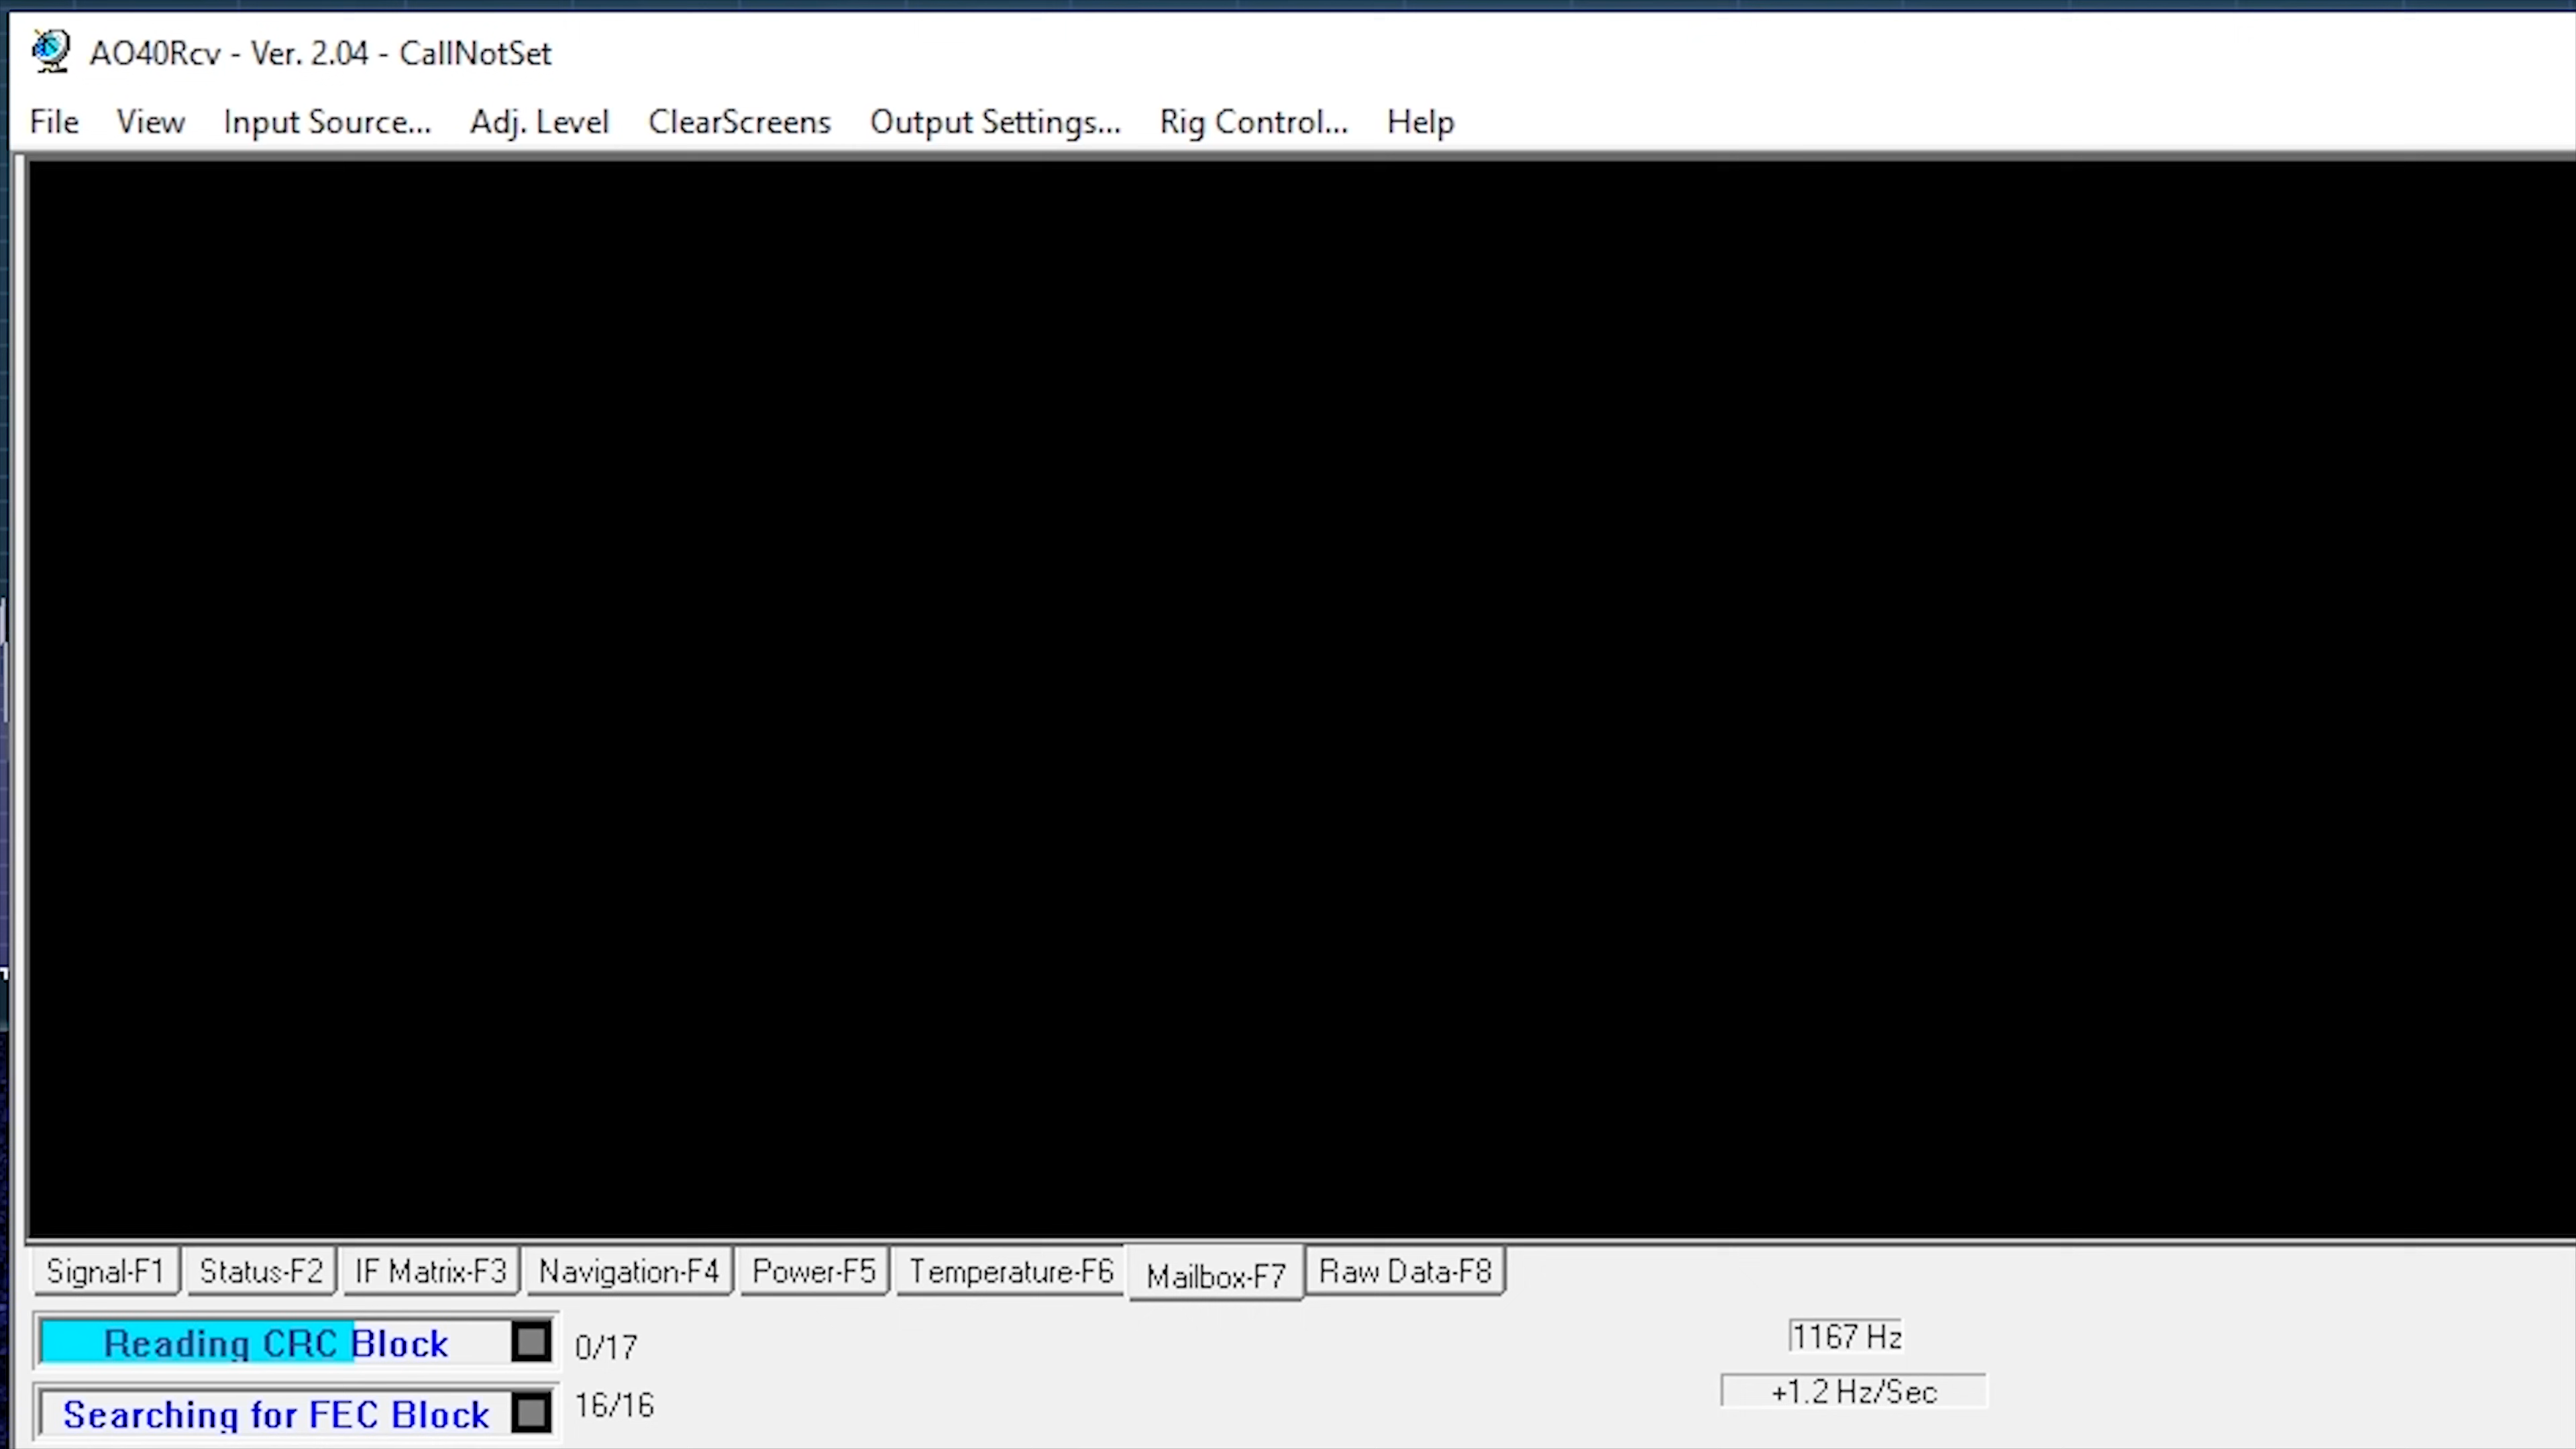 AO40Rcv - Ver. 2.04 - CallNotSet
File View Input Source... Adj. Level ClearScreens Output Settings... Rig Control... Help
Signal-F1 Status-F2 IF Matrix-F3 Navigation-F4 Power-F5 Temperature-F6 Mailbox-F7 Raw Data-F8
Reading CRC Block 0/17 1167 Hz
Searching for FEC Block 16/16 +1.2 Hz/Sec